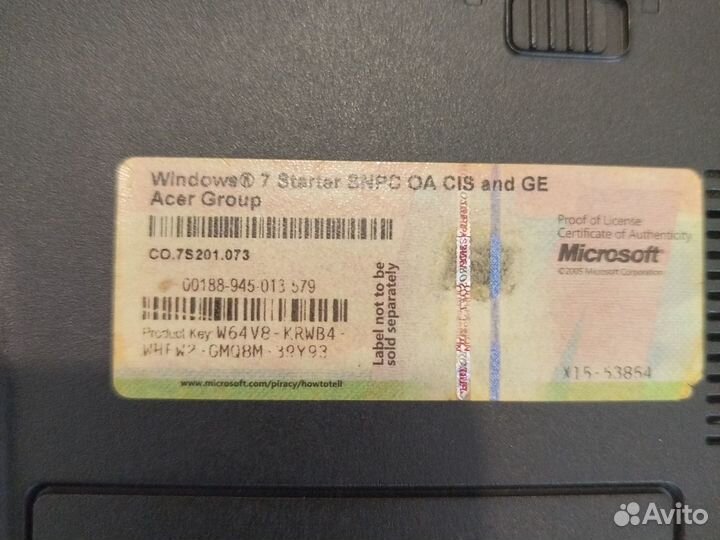 Windows® 7 Starter SNPC OA CIS and GE
Acer Group
CO.7S201.073
00188-945-013 579
Product Key: W64V8-KRWB4-
www.microsoft.com/piracy/howtotell
Label not to be
sold separately
Proof of License
Certificate of Authenticity
Microsoft®
©2005 Microsoft Corporation
X15-53854
Avito